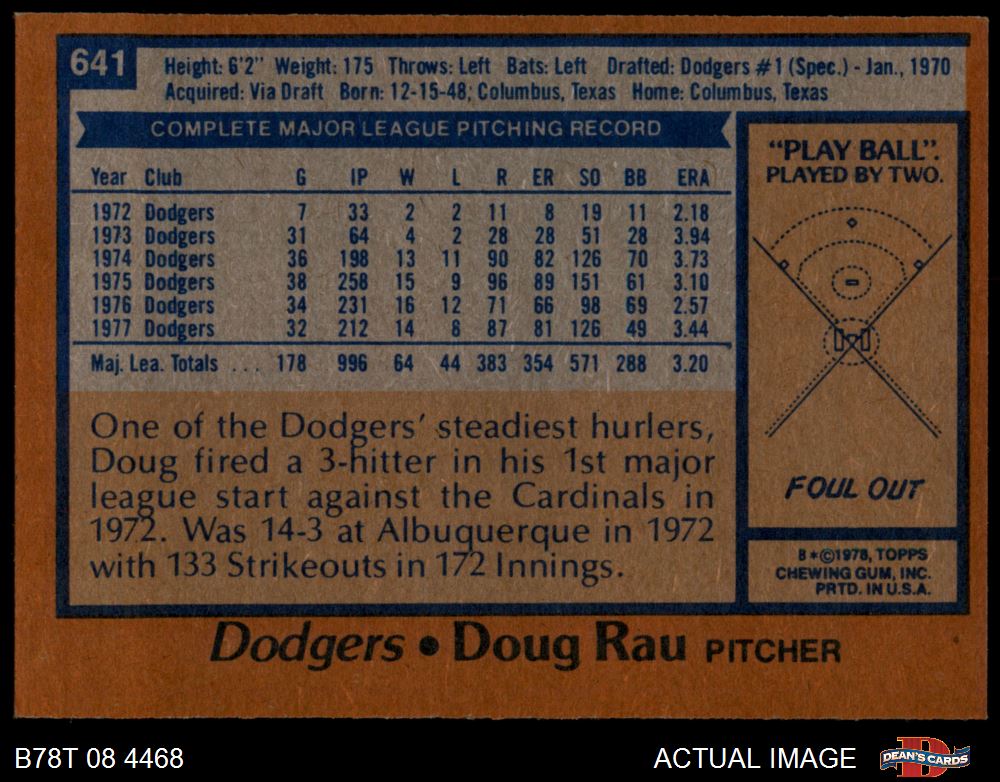 641
Height: 6'2" Weight: 175 Throws: Left Bats: Left Drafted: Dodgers #1 (Spec.) - Jan., 1970
Acquired: Via Draft Born: 12-15-48; Columbus, Texas Home: Columbus, Texas
COMPLETE MAJOR LEAGUE PITCHING RECORD
Year Club G IP W L R ER SO BB ERA
1972 Dodgers 7 33 2 2 11 8 19 11 2.18
1973 Dodgers 31 64 4 2 28 28 51 28 3.94
1974 Dodgers 36 198 13 11 90 82 126 70 3.73
1975 Dodgers 38 258 15 9 96 89 151 61 3.10
1976 Dodgers 34 231 16 12 71 66 98 69 2.57
1977 Dodgers 32 212 14 8 87 81 126 49 3.44
Maj. Lea. Totals . . . 178 996 64 44 383 354 571 288 3.20
One of the Dodgers' steadiest hurlers,
Doug fired a 3-hitter in his 1st major
league start against the Cardinals in
1972. Was 14-3 at Albuquerque in 1972
with 133 Strikeouts in 172 Innings.
"PLAY BALL".
PLAYED BY TWO.
FOUL OUT
B*©1978, TOPPS
CHEWING GUM, INC.
PRTD. IN U.S.A.
Dodgers • Doug Rau PITCHER
B78T 08 4468
ACTUAL IMAGE
DEAN'S CARDS